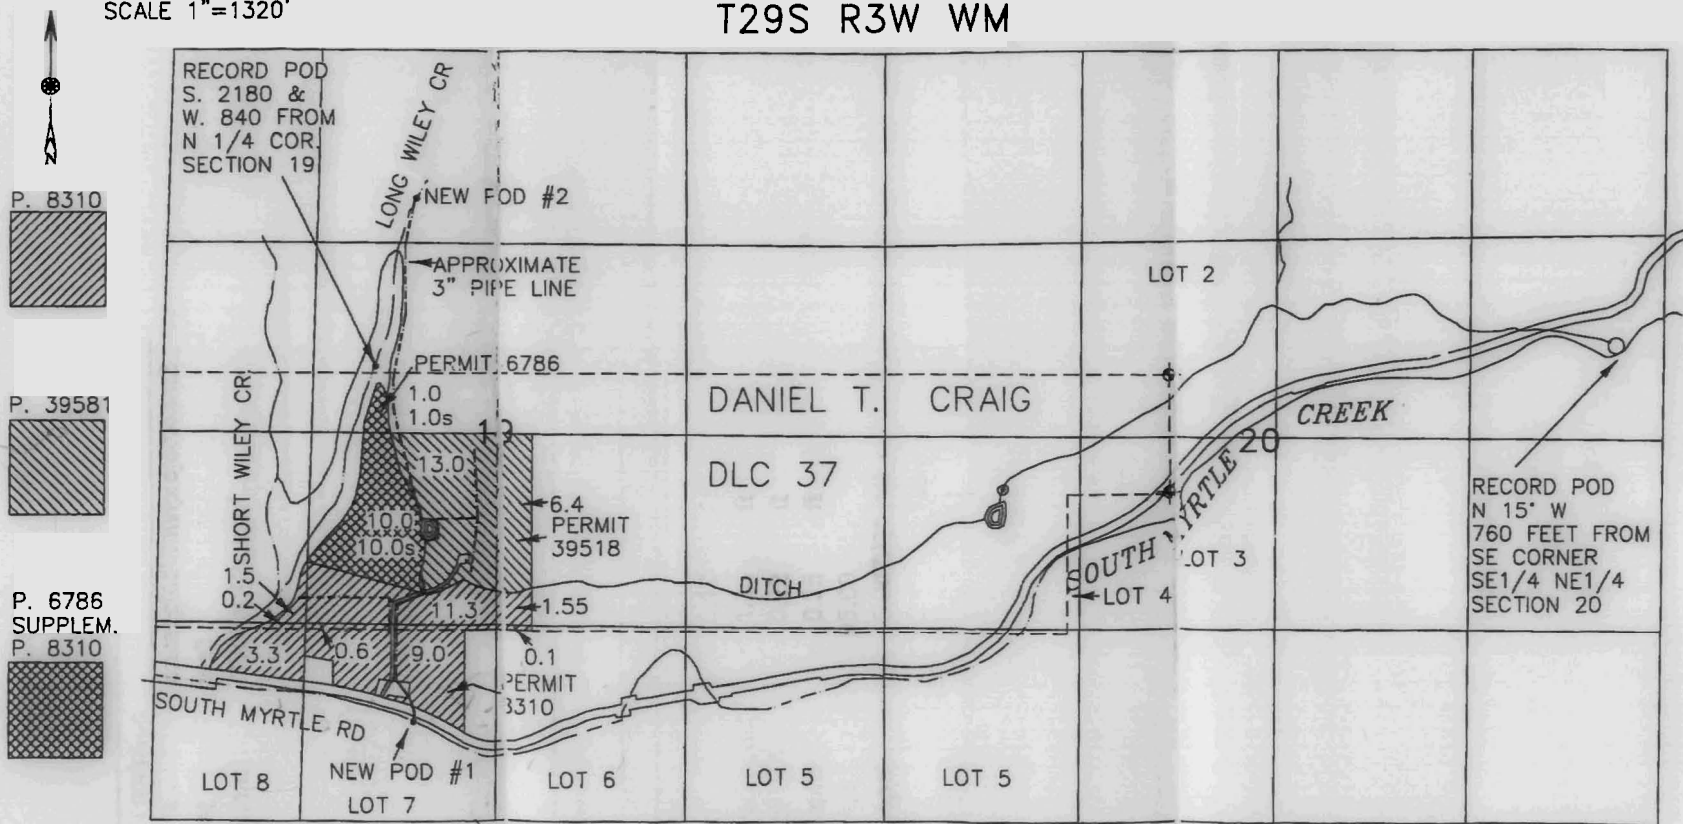 SCALE 1"=1320'
T29S R3W WM
N
P. 8310
P. 39581
P. 6786
SUPPLEM.
P. 8310
RECORD POD
S. 2180 &
W. 840 FROM
N 1/4 COR.
SECTION 19
LONG WILEY CR
NEW POD #2
APPROXIMATE
3" PIPE LINE
LOT 2
PERMIT 6786
1.0
1.0s
DANIEL T. CRAIG
DLC 37
19
20
SHORT WILEY CR.
13.0
10.0
10.0s
6.4
PERMIT
39518
SOUTH MYRTLE CREEK
RECORD POD
N 15° W
760 FEET FROM
SE CORNER
SE1/4 NE1/4
SECTION 20
LOT 3
LOT 4
DITCH
1.5
0.2
11.3
1.55
3.3
0.6
9.0
0.1
PERMIT
8310
SOUTH MYRTLE RD
NEW POD #1
LOT 8
LOT 7
LOT 6
LOT 5
LOT 5